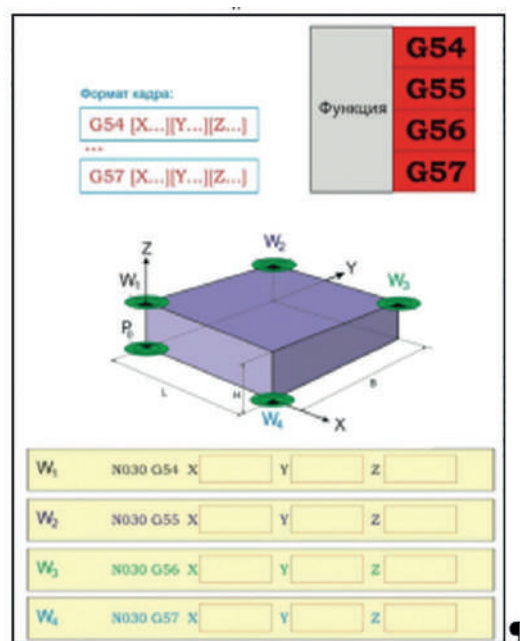 Формат кадра:
G54 [X...][Y...][Z...]
...
G57 [X...][Y...][Z...]
Функция
G54
G55
G56
G57
Z
W2
Y
W1
W3
P0
L
H
B
W4
X
W1 N030 G54 X Y Z
W2 N030 G55 X Y Z
W3 N030 G56 X Y Z
W4 N030 G57 X Y Z